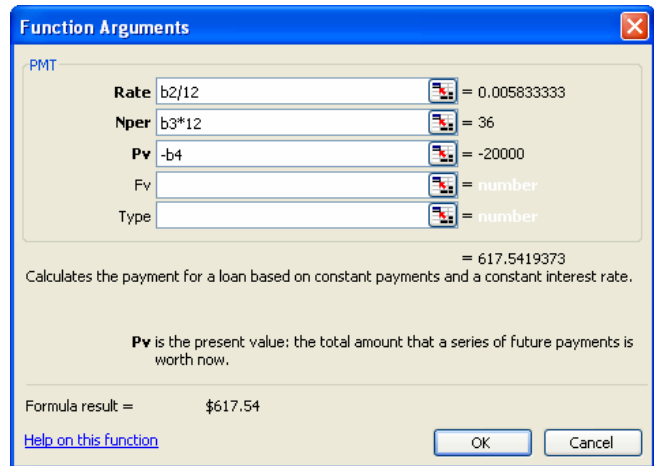 Function Arguments
PMT
Rate b2/12 = 0.005833333
Nper b3*12 = 36
Pv -b4 = -20000
Fv = number
Type = number
= 617.5419373
Calculates the payment for a loan based on constant payments and a constant interest rate.
Pv is the present value: the total amount that a series of future payments is
worth now.
Formula result = $617.54
Help on this function OK Cancel